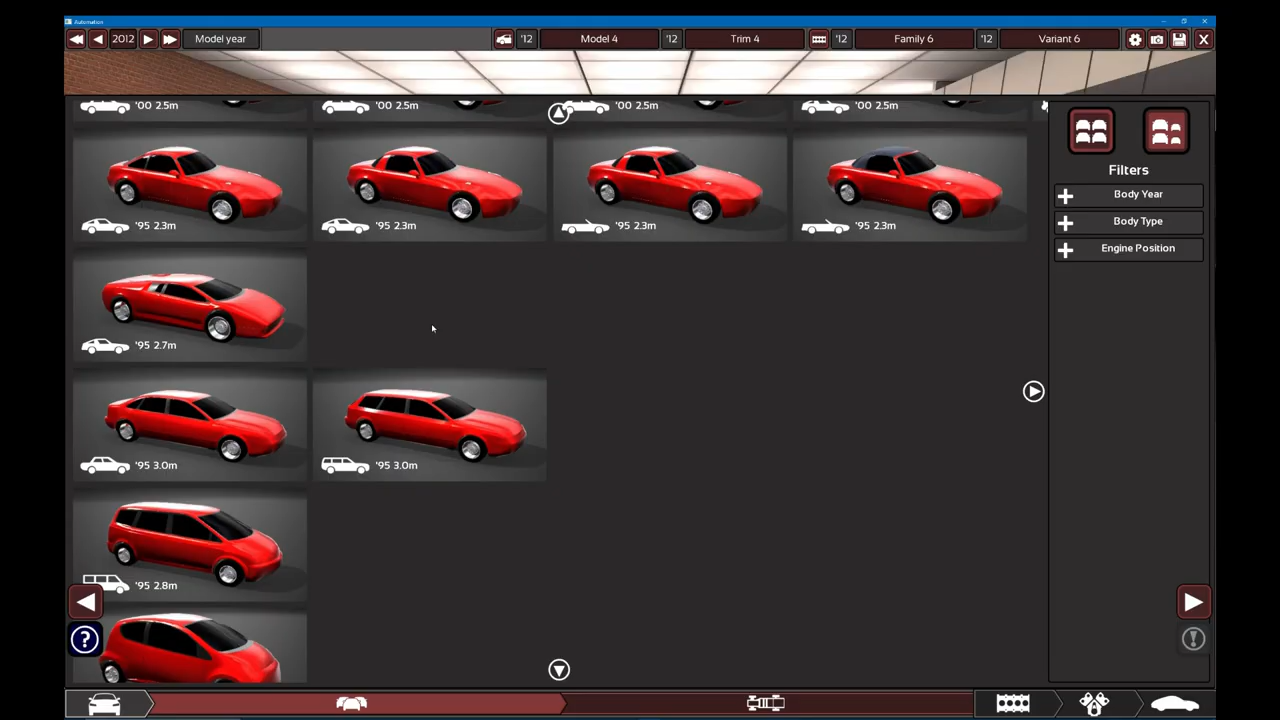 Automation
2012 Model year '12 Model 4 '12 Trim 4 '12 Family 6 '12 Variant 6
'00 2.5m '00 2.5m '00 2.5m '00 2.5m
Filters
Body Year
Body Type
Engine Position
'95 2.3m '95 2.3m '95 2.3m '95 2.3m
'95 2.7m
'95 3.0m '95 3.0m
'95 2.8m
?